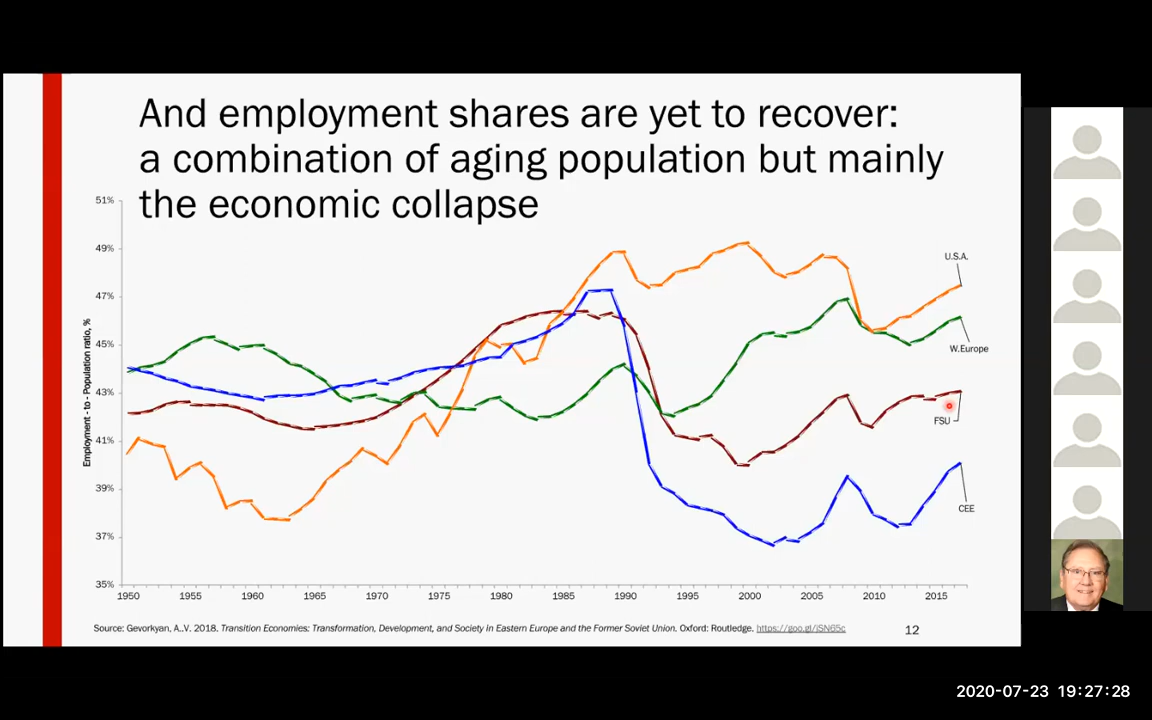 And employment shares are yet to recover:
a combination of aging population but mainly
the economic collapse
51%
49%
47%
45%
43%
41%
39%
37%
35%
Employment - to - Population ratio, %
U.S.A.
W.Europe
FSU
CEE
1950 1955 1960 1965 1970 1975 1980 1985 1990 1995 2000 2005 2010 2015
Source: Gevorkyan, A..V. 2018. Transition Economies: Transformation, Development, and Society in Eastern Europe and the Former Soviet Union. Oxford: Routledge. https://goo.gl/jSN65c
12
2020-07-23 19:27:28